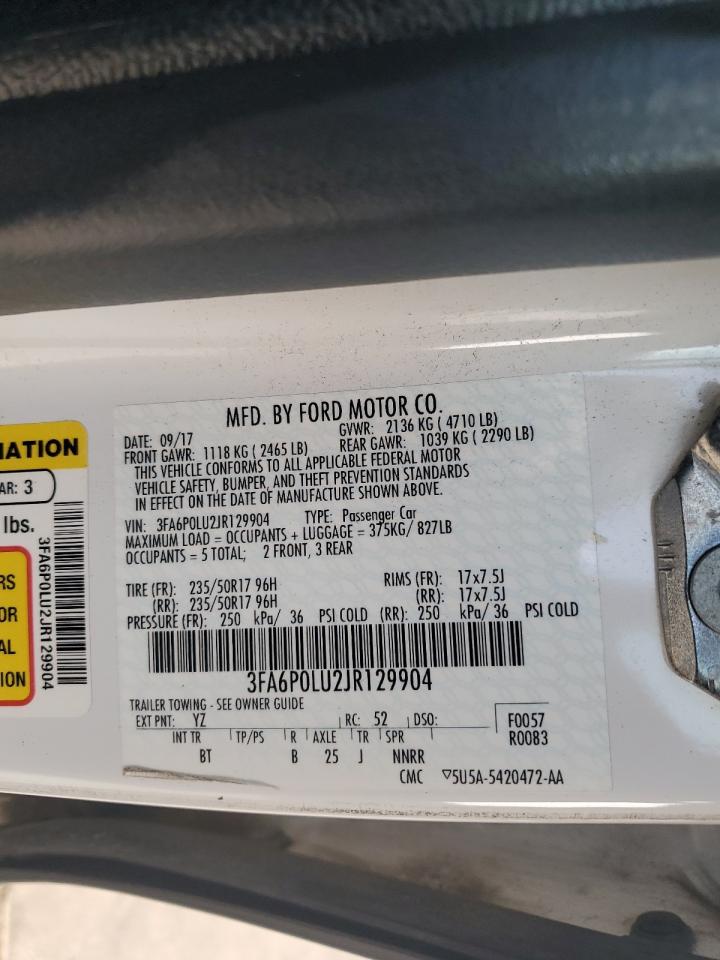 MFD. BY FORD MOTOR CO.
DATE: 09/17 GVWR: 2136 KG ( 4710 LB)
FRONT GAWR: 1118 KG ( 2465 LB) REAR GAWR: 1039 KG ( 2290 LB)
THIS VEHICLE CONFORMS TO ALL APPLICABLE FEDERAL MOTOR
VEHICLE SAFETY, BUMPER, AND THEFT PREVENTION STANDARDS
IN EFFECT ON THE DATE OF MANUFACTURE SHOWN ABOVE.
VIN: 3FA6P0LU2JR129904 TYPE: Passenger Car
MAXIMUM LOAD = OCCUPANTS + LUGGAGE = 375KG/ 827LB
OCCUPANTS = 5 TOTAL; 2 FRONT, 3 REAR
TIRE (FR): 235/50R17 96H RIMS (FR): 17x7.5J
(RR): 235/50R17 96H (RR): 17x7.5J
PRESSURE (FR): 250 kPa/ 36 PSI COLD (RR): 250 kPa/ 36 PSI COLD
3FA6P0LU2JR129904
TRAILER TOWING - SEE OWNER GUIDE
EXT PNT: YZ RC: 52 DSO: F0057
INT TR TP/PS R AXLE TR SPR R0083
BT B 25 J NNRR
CMC ▽5U5A-5420472-AA
MATION
AR: 3
lbs.
RS
OR
AL
ION
3FA6P0LU2JR129904